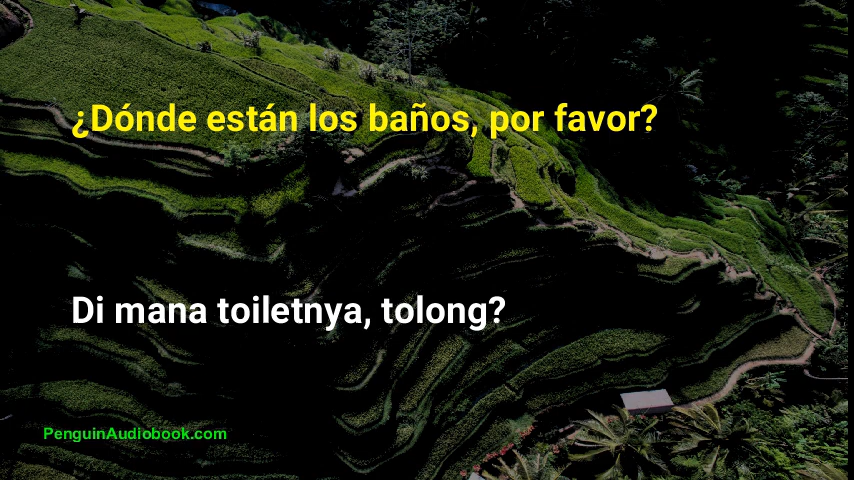 ¿Dónde están los baños, por favor?
Di mana toiletnya, tolong?
PenguinAudiobook.com